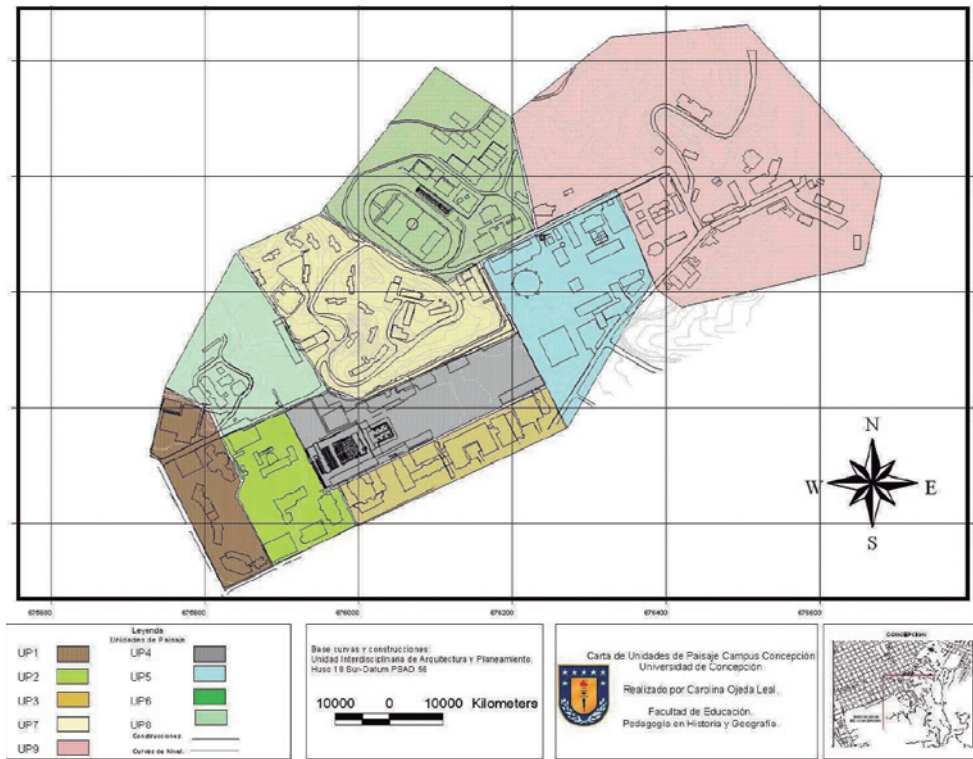 N
W E
S
675600 675800 676000 676200 676400 676600
Leyenda
Unidades de Paisaje
UP1
UP2
UP3
UP7
UP9
UP4
UP5
UP6
UP8
Construcciones:
Curvas de Nivel:
Base curvas y construcciones:
Unidad Interdisciplinaria de Arquitectura y Planeamiento.
Huso 18 Sur-Datum PSAD 56
10000 0 10000 Kilometers
Carta de Unidades de Paisaje Campus Concepción
Universidad de Concepción.
Realizado por Carolina Ojeda Leal.
Facultad de Educación.
Pedagogía en Historia y Geografía.
CONCEPCION